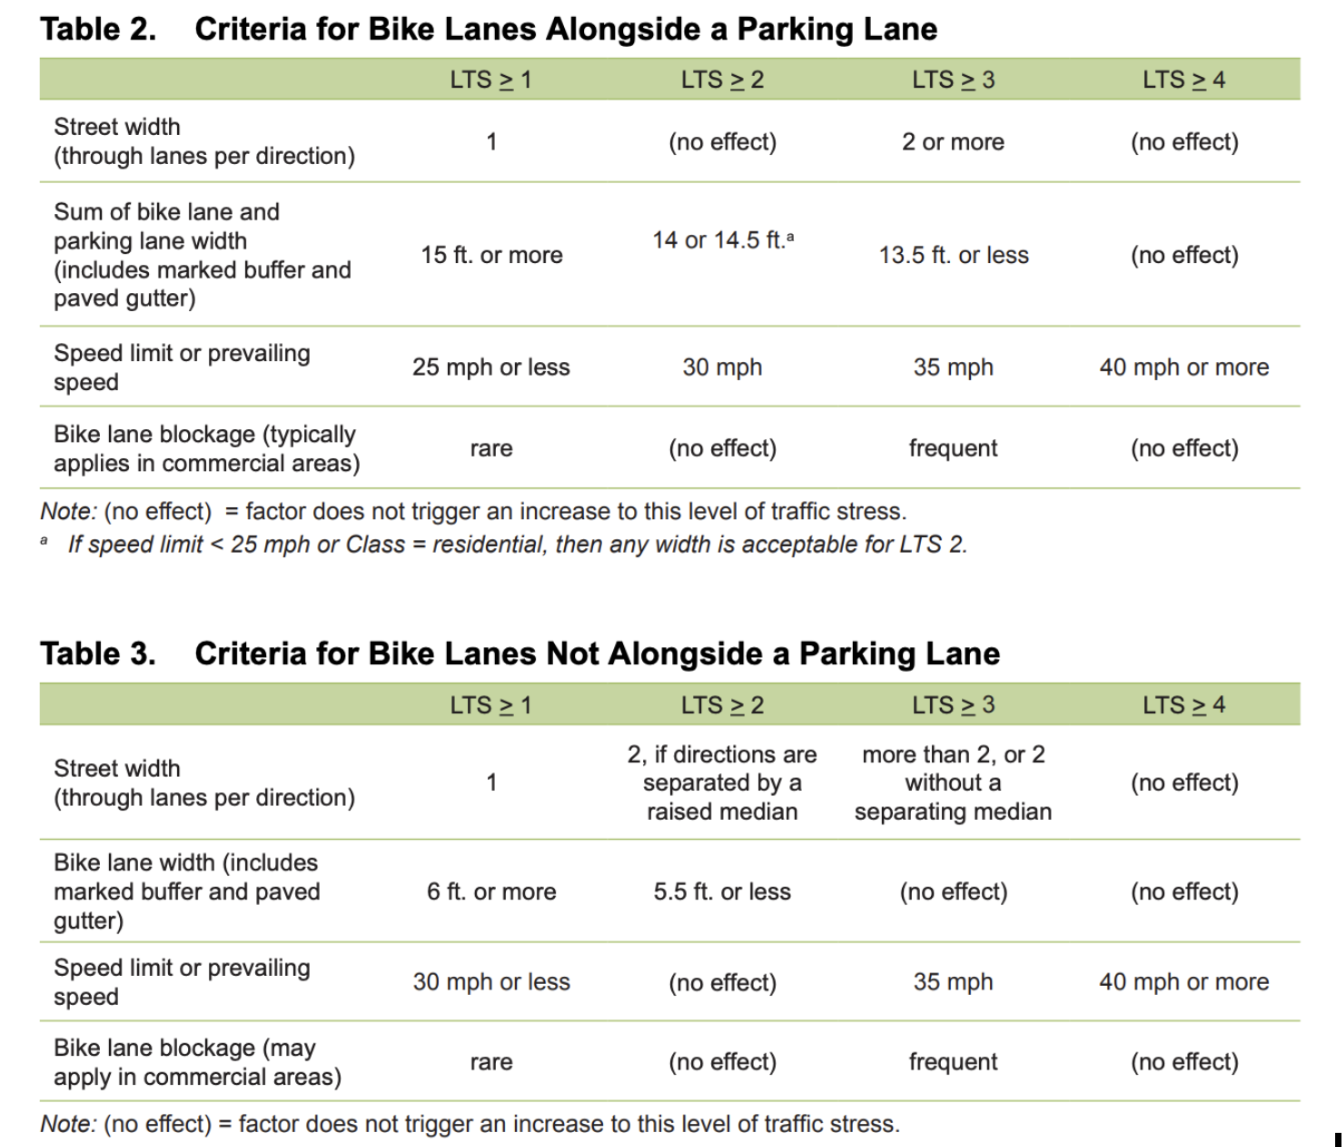 Table 2. Criteria for Bike Lanes Alongside a Parking Lane
LTS ≥ 1 LTS ≥ 2 LTS ≥ 3 LTS ≥ 4
Street width
(through lanes per direction) 1 (no effect) 2 or more (no effect)
Sum of bike lane and
parking lane width
(includes marked buffer and
paved gutter) 15 ft. or more 14 or 14.5 ft.ᵃ 13.5 ft. or less (no effect)
Speed limit or prevailing
speed 25 mph or less 30 mph 35 mph 40 mph or more
Bike lane blockage (typically
applies in commercial areas) rare (no effect) frequent (no effect)
Note: (no effect) = factor does not trigger an increase to this level of traffic stress.
ᵃ If speed limit < 25 mph or Class = residential, then any width is acceptable for LTS 2.
Table 3. Criteria for Bike Lanes Not Alongside a Parking Lane
LTS ≥ 1 LTS ≥ 2 LTS ≥ 3 LTS ≥ 4
Street width
(through lanes per direction) 1 2, if directions are
separated by a
raised median more than 2, or 2
without a
separating median (no effect)
Bike lane width (includes
marked buffer and paved
gutter) 6 ft. or more 5.5 ft. or less (no effect) (no effect)
Speed limit or prevailing
speed 30 mph or less (no effect) 35 mph 40 mph or more
Bike lane blockage (may
apply in commercial areas) rare (no effect) frequent (no effect)
Note: (no effect) = factor does not trigger an increase to this level of traffic stress.